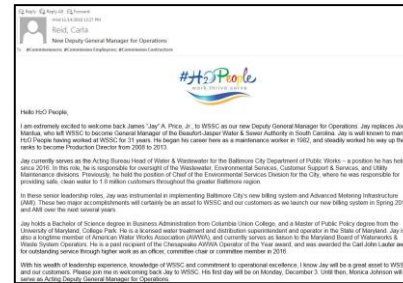 Reply Reply All Forward
Reid, Carla
New Deputy General Manager for Operations
#Commissioners; #Commission Employees; #Commission Contractors
#H2OPeople
work. thrive. serve
Hello H2O People,
I am extremely excited to welcome back James "Jay" A. Price, Jr., to WSSC as our new Deputy General Manager for Operations. Jay replaces Joe
Mantua, who left WSSC to become General Manager of the Beaufort-Jasper Water & Sewer Authority in South Carolina. Jay is well known to many
H2O People having worked at WSSC for 31 years. He began his career here as a maintenance worker in 1982, and steadily worked his way up the
ranks to become Production Director from 2008 to 2013.
Jay currently serves as the Acting Bureau Head of Water & Wastewater for the Baltimore City Department of Public Works – a position he has held
since 2016. In this role, he is responsible for oversight of the Wastewater, Environmental Services, Customer Support & Services, and Utility
Maintenance divisions. Previously, he held the position of Chief of the Environmental Services Division for the City, where he was responsible for
providing safe, clean water to 1.8 million customers throughout the greater Baltimore region.
In these senior leadership roles, Jay was instrumental in implementing Baltimore City's new billing system and Advanced Metering Infrastructure
(AMI). These two major accomplishments will certainly be an asset to WSSC and our customers as we launch our new billing system in Spring 20
and AMI over the next several years.
Jay holds a Bachelor of Science degree in Business Administration from Columbia Union College, and a Master of Public Policy degree from the
University of Maryland, College Park. He is a licensed water treatment and distribution superintendent and operator in the State of Maryland. Jay is
also a longtime member of American Water Works Association (AWWA), and currently serves as liaison to the Maryland Board of Waterworks &
Waste System Operators. He is a past recipient of the Chesapeake AWWA Operator of the Year award, and was awarded the Carl John Lauter awa
for outstanding service through higher work as an officer, committee chair or committee member in 2016.
With his wealth of leadership experience, knowledge of WSSC and commitment to operational excellence, I know Jay will be a great asset to WSS
and our customers. Please join me in welcoming back Jay to WSSC. His first day will be on Monday, December 3. Until then, Monica Johnson will
serve as Acting Deputy General Manager for Operations.